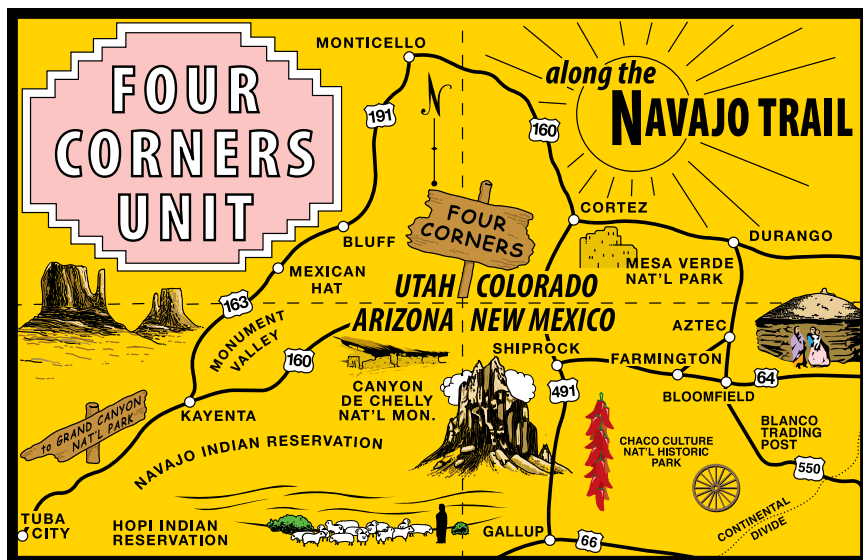 FOUR
CORNERS
UNIT
along the
NAVAJO TRAIL
MONTICELLO
N
191
160
FOUR
CORNERS
CORTEZ
BLUFF
DURANGO
MEXICAN
HAT
MESA VERDE
NAT'L PARK
UTAH
COLORADO
163
ARIZONA
NEW MEXICO
MONUMENT
VALLEY
160
SHIPROCK
AZTEC
FARMINGTON
491
64
BLOOMFIELD
CANYON
DE CHELLY
NAT'L MON.
KAYENTA
to GRAND CANYON
NAT'L PARK
NAVAJO INDIAN RESERVATION
BLANCO
TRADING
POST
CHACO CULTURE
NAT'L HISTORIC
PARK
550
TUBA
CITY
HOPI INDIAN
RESERVATION
GALLUP
66
CONTINENTAL
DIVIDE